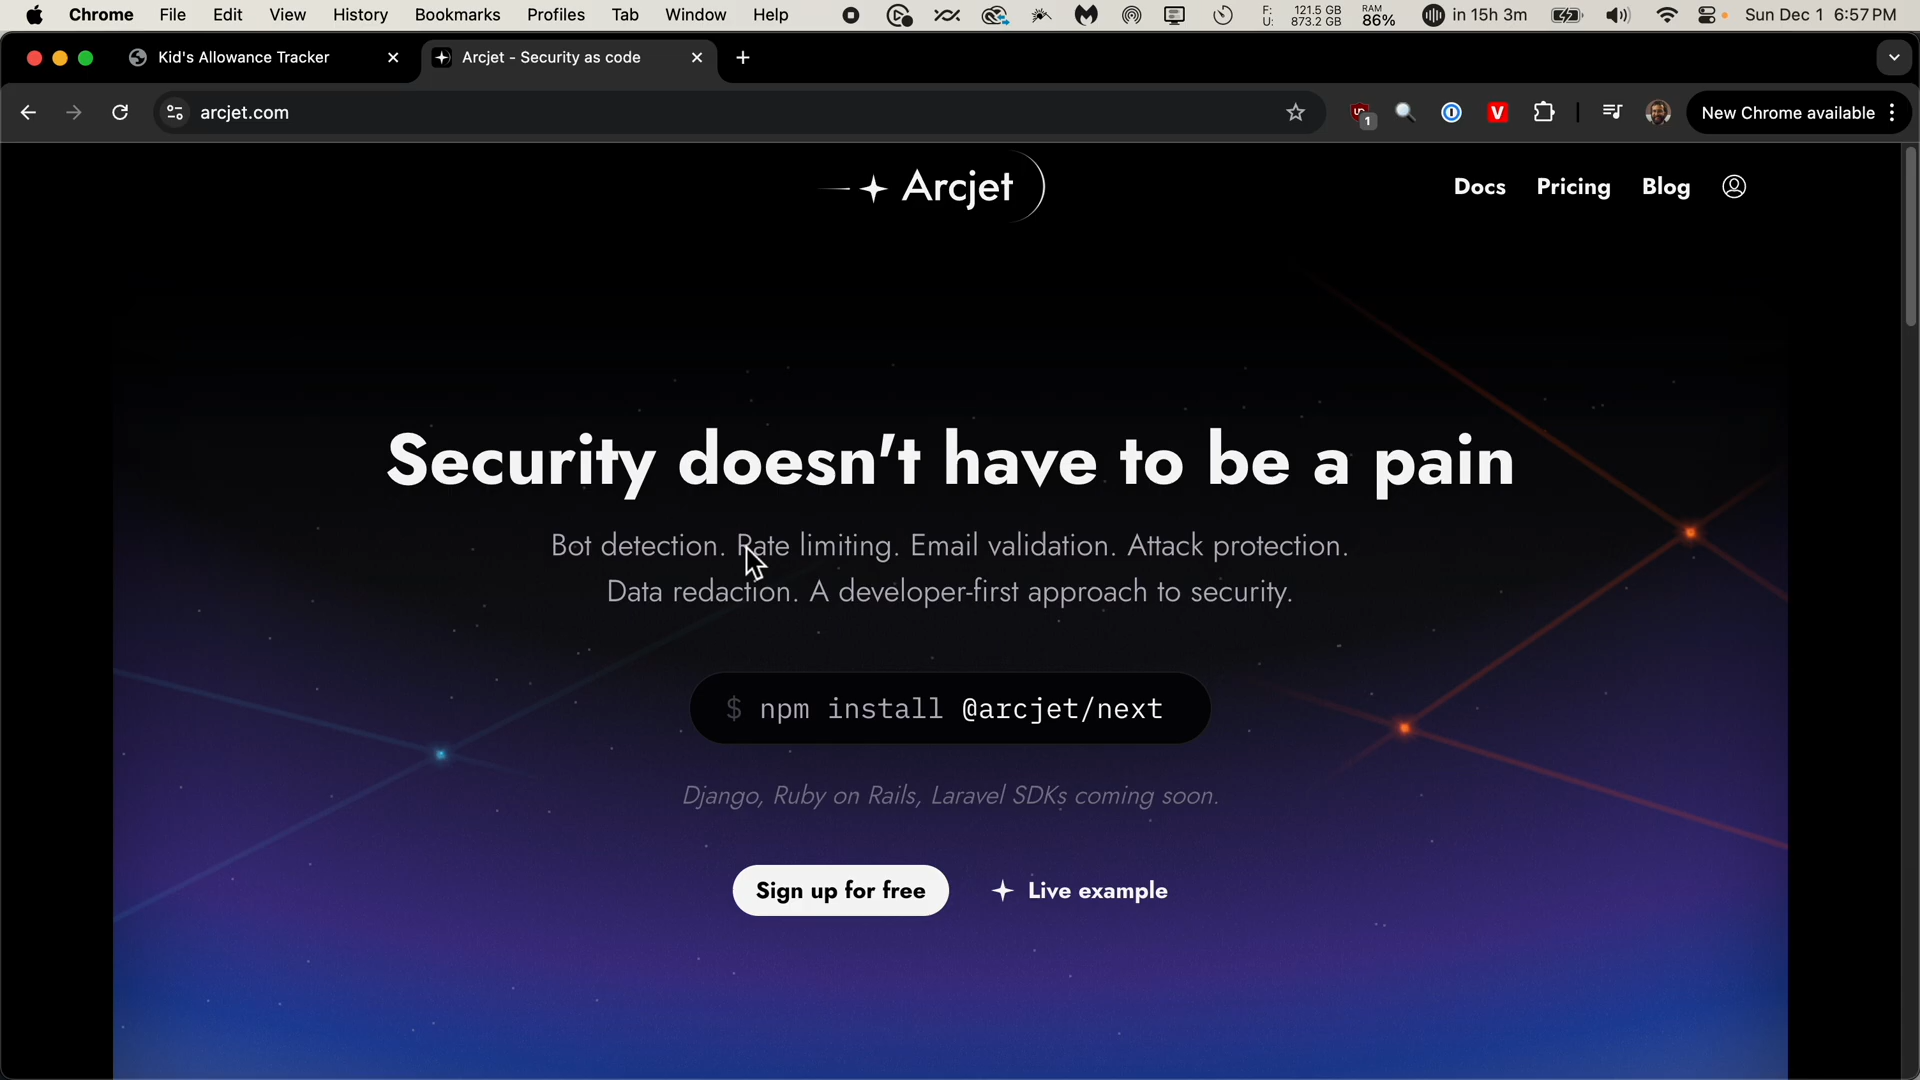 Chrome File Edit View History Bookmarks Profiles Tab Window Help F: 121.5 GB U: 873.2 GB RAM 86% in 15h 3m Sun Dec 1 6:57 PM
Kid's Allowance Tracker Arcjet - Security as code
arcjet.com 1 V New Chrome available
Arcjet Docs Pricing Blog
Security doesn't have to be a pain
Bot detection. Rate limiting. Email validation. Attack protection.
Data redaction. A developer-first approach to security.
$ npm install @arcjet/next
Django, Ruby on Rails, Laravel SDKs coming soon.
Sign up for free Live example